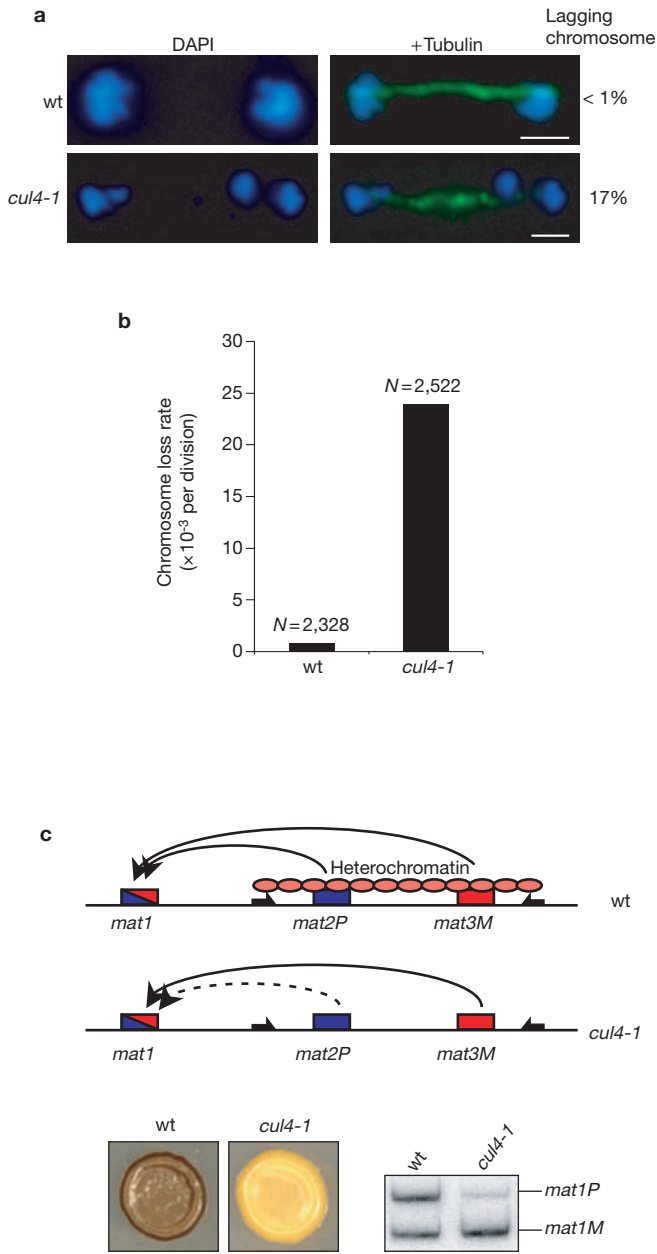 a
DAPI
+Tubulin
Lagging
chromosome
wt
< 1%
cul4-1
17%
b
Chromosome loss rate
(×10⁻³ per division)
30
25
20
15
10
5
0
N=2,328
N=2,522
wt
cul4-1
c
Heterochromatin
wt
mat1
mat2P
mat3M
cul4-1
mat1
mat2P
mat3M
wt
cul4-1
wt
cul4-1
mat1P
mat1M